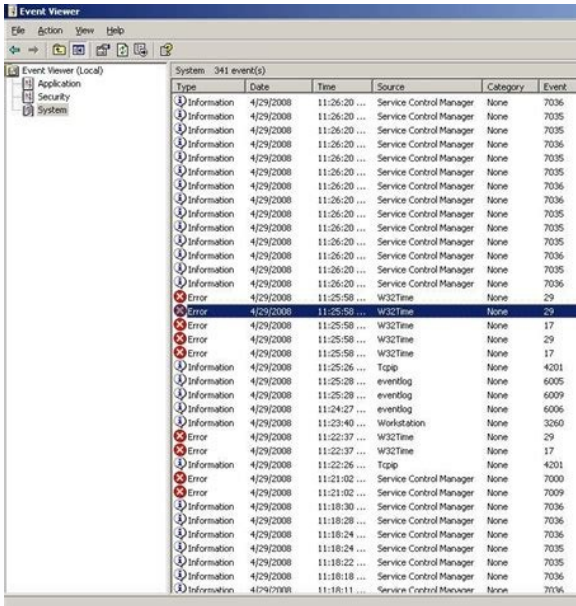 Event Viewer
File Action View Help
Event Viewer (Local)
Application
Security
System
System 341 event(s)
Type Date Time Source Category Event
Information 4/29/2008 11:26:20 ... Service Control Manager None 7036
Information 4/29/2008 11:26:20 ... Service Control Manager None 7035
Information 4/29/2008 11:26:20 ... Service Control Manager None 7035
Information 4/29/2008 11:26:20 ... Service Control Manager None 7036
Information 4/29/2008 11:26:20 ... Service Control Manager None 7035
Information 4/29/2008 11:26:20 ... Service Control Manager None 7036
Information 4/29/2008 11:26:20 ... Service Control Manager None 7035
Information 4/29/2008 11:26:20 ... Service Control Manager None 7036
Information 4/29/2008 11:26:20 ... Service Control Manager None 7035
Information 4/29/2008 11:26:20 ... Service Control Manager None 7036
Information 4/29/2008 11:26:20 ... Service Control Manager None 7035
Information 4/29/2008 11:26:20 ... Service Control Manager None 7036
Information 4/29/2008 11:26:20 ... Service Control Manager None 7035
Information 4/29/2008 11:26:20 ... Service Control Manager None 7036
Error 4/29/2008 11:25:58 ... W32Time None 29
Error 4/29/2008 11:25:58 ... W32Time None 29
Error 4/29/2008 11:25:58 ... W32Time None 17
Error 4/29/2008 11:25:58 ... W32Time None 29
Error 4/29/2008 11:25:58 ... W32Time None 17
Information 4/29/2008 11:25:26 ... Tcpip None 4201
Information 4/29/2008 11:25:28 ... eventlog None 6005
Information 4/29/2008 11:25:28 ... eventlog None 6009
Information 4/29/2008 11:24:27 ... eventlog None 6006
Information 4/29/2008 11:23:40 ... Workstation None 3260
Error 4/29/2008 11:22:37 ... W32Time None 29
Error 4/29/2008 11:22:37 ... W32Time None 17
Information 4/29/2008 11:22:26 ... Tcpip None 4201
Error 4/29/2008 11:21:02 ... Service Control Manager None 7000
Error 4/29/2008 11:21:02 ... Service Control Manager None 7009
Information 4/29/2008 11:18:30 ... Service Control Manager None 7036
Information 4/29/2008 11:18:28 ... Service Control Manager None 7036
Information 4/29/2008 11:18:24 ... Service Control Manager None 7036
Information 4/29/2008 11:18:24 ... Service Control Manager None 7035
Information 4/29/2008 11:18:22 ... Service Control Manager None 7035
Information 4/29/2008 11:18:18 ... Service Control Manager None 7036
Information 4/29/2008 11:18:11 ... Service Control Manager None 7036